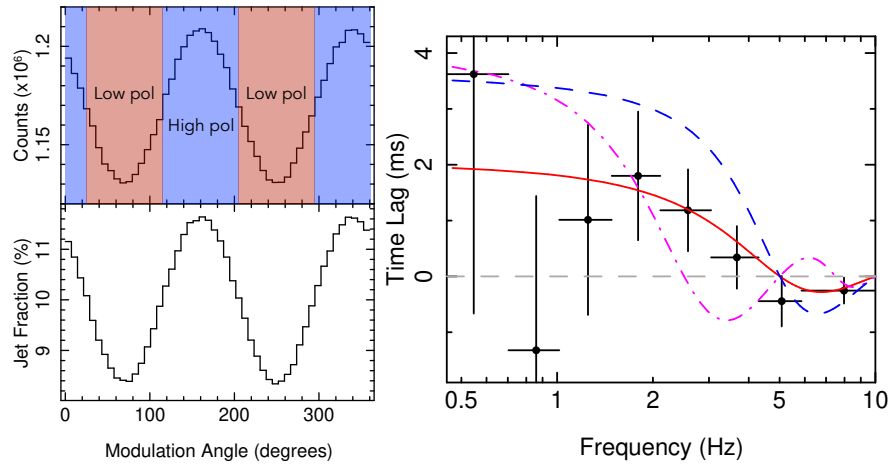 Counts (x10⁶)
1.2
1.15
Low pol
High pol
Low pol
Jet Fraction (%)
11
10
9
0
100
200
300
Modulation Angle (degrees)
Time Lag (ms)
4
2
0
0.5
1
2
5
10
Frequency (Hz)